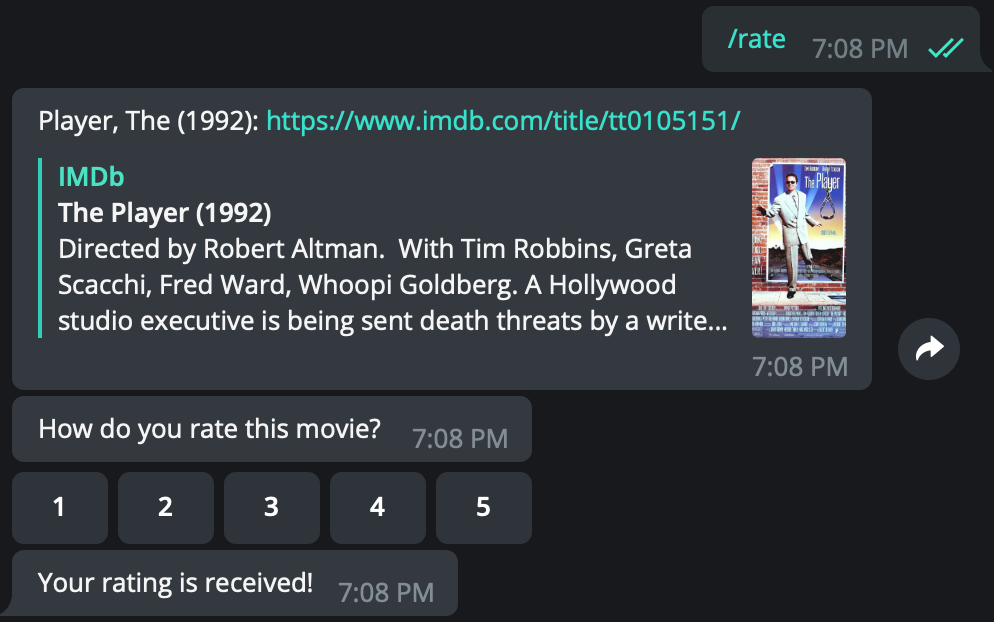 /rate 7:08 PM
Player, The (1992): https://www.imdb.com/title/tt0105151/
IMDb
The Player (1992)
Directed by Robert Altman.  With Tim Robbins, Greta
Scacchi, Fred Ward, Whoopi Goldberg. A Hollywood
studio executive is being sent death threats by a write...
The Player
7:08 PM
How do you rate this movie? 7:08 PM
1 2 3 4 5
Your rating is received! 7:08 PM